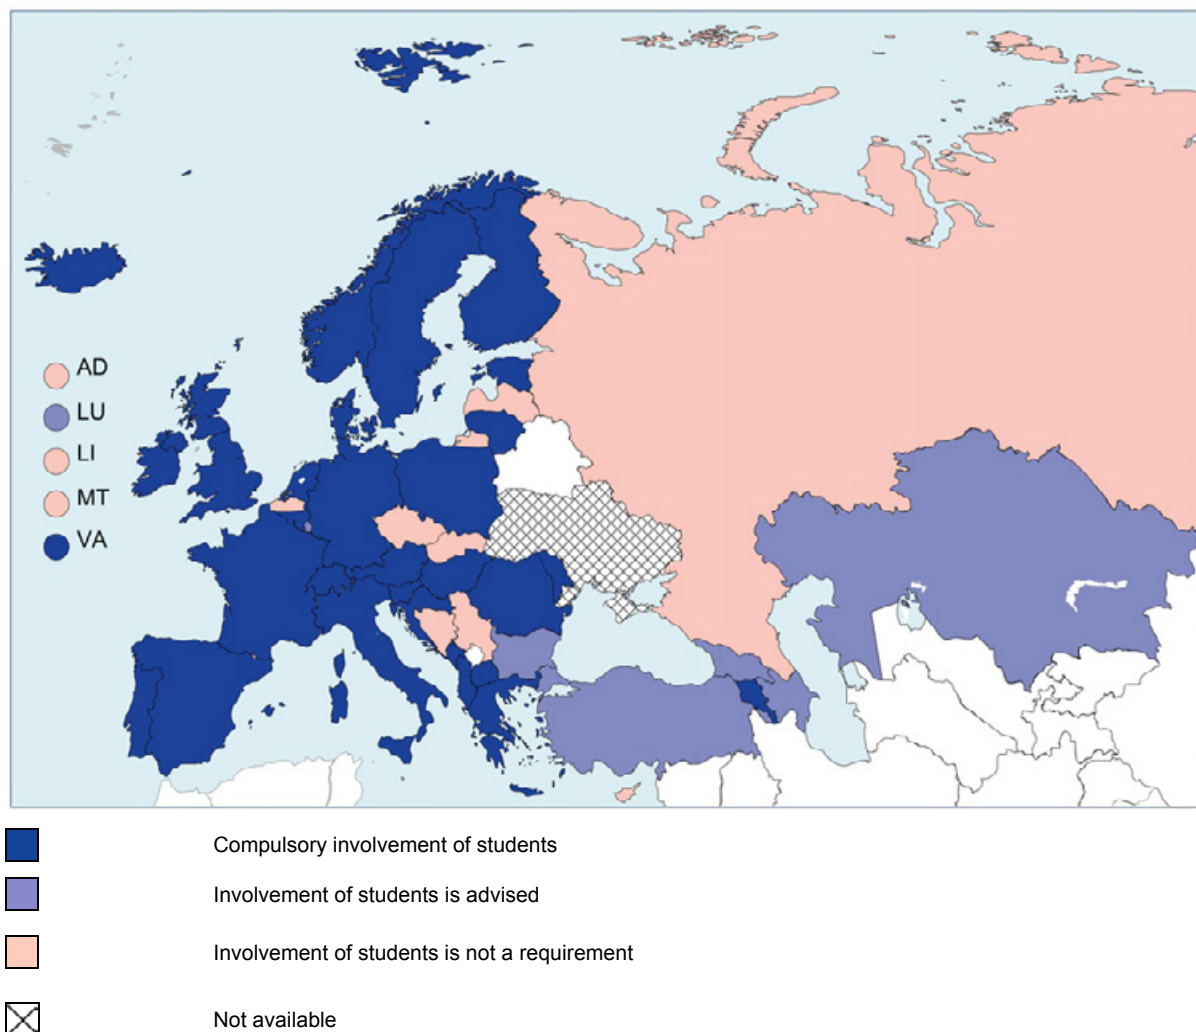 AD
LU
LI
MT
VA
Compulsory involvement of students
Involvement of students is advised
Involvement of students is not a requirement
Not available